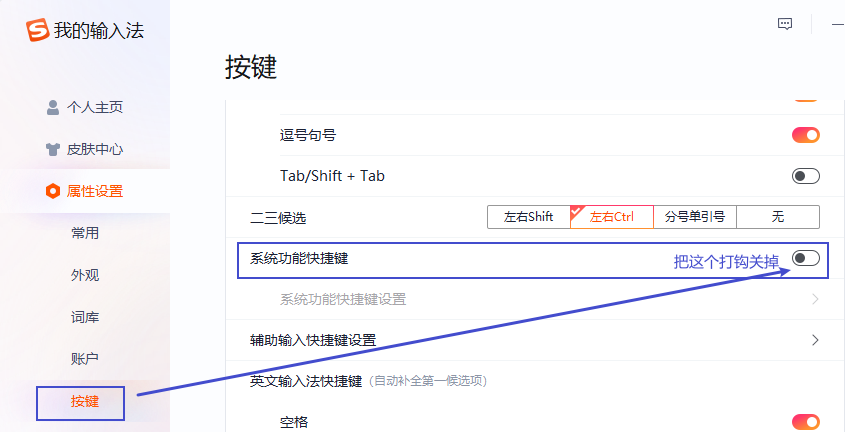 我的输入法
个人主页
皮肤中心
属性设置
常用
外观
词库
账户
按键
按键
逗号句号
Tab/Shift + Tab
二三候选 左右Shift 左右Ctrl 分号单引号 无
系统功能快捷键 把这个打钩关掉
系统功能快捷键设置
辅助输入快捷键设置
英文输入法快捷键（自动补全第一候选项）
空格